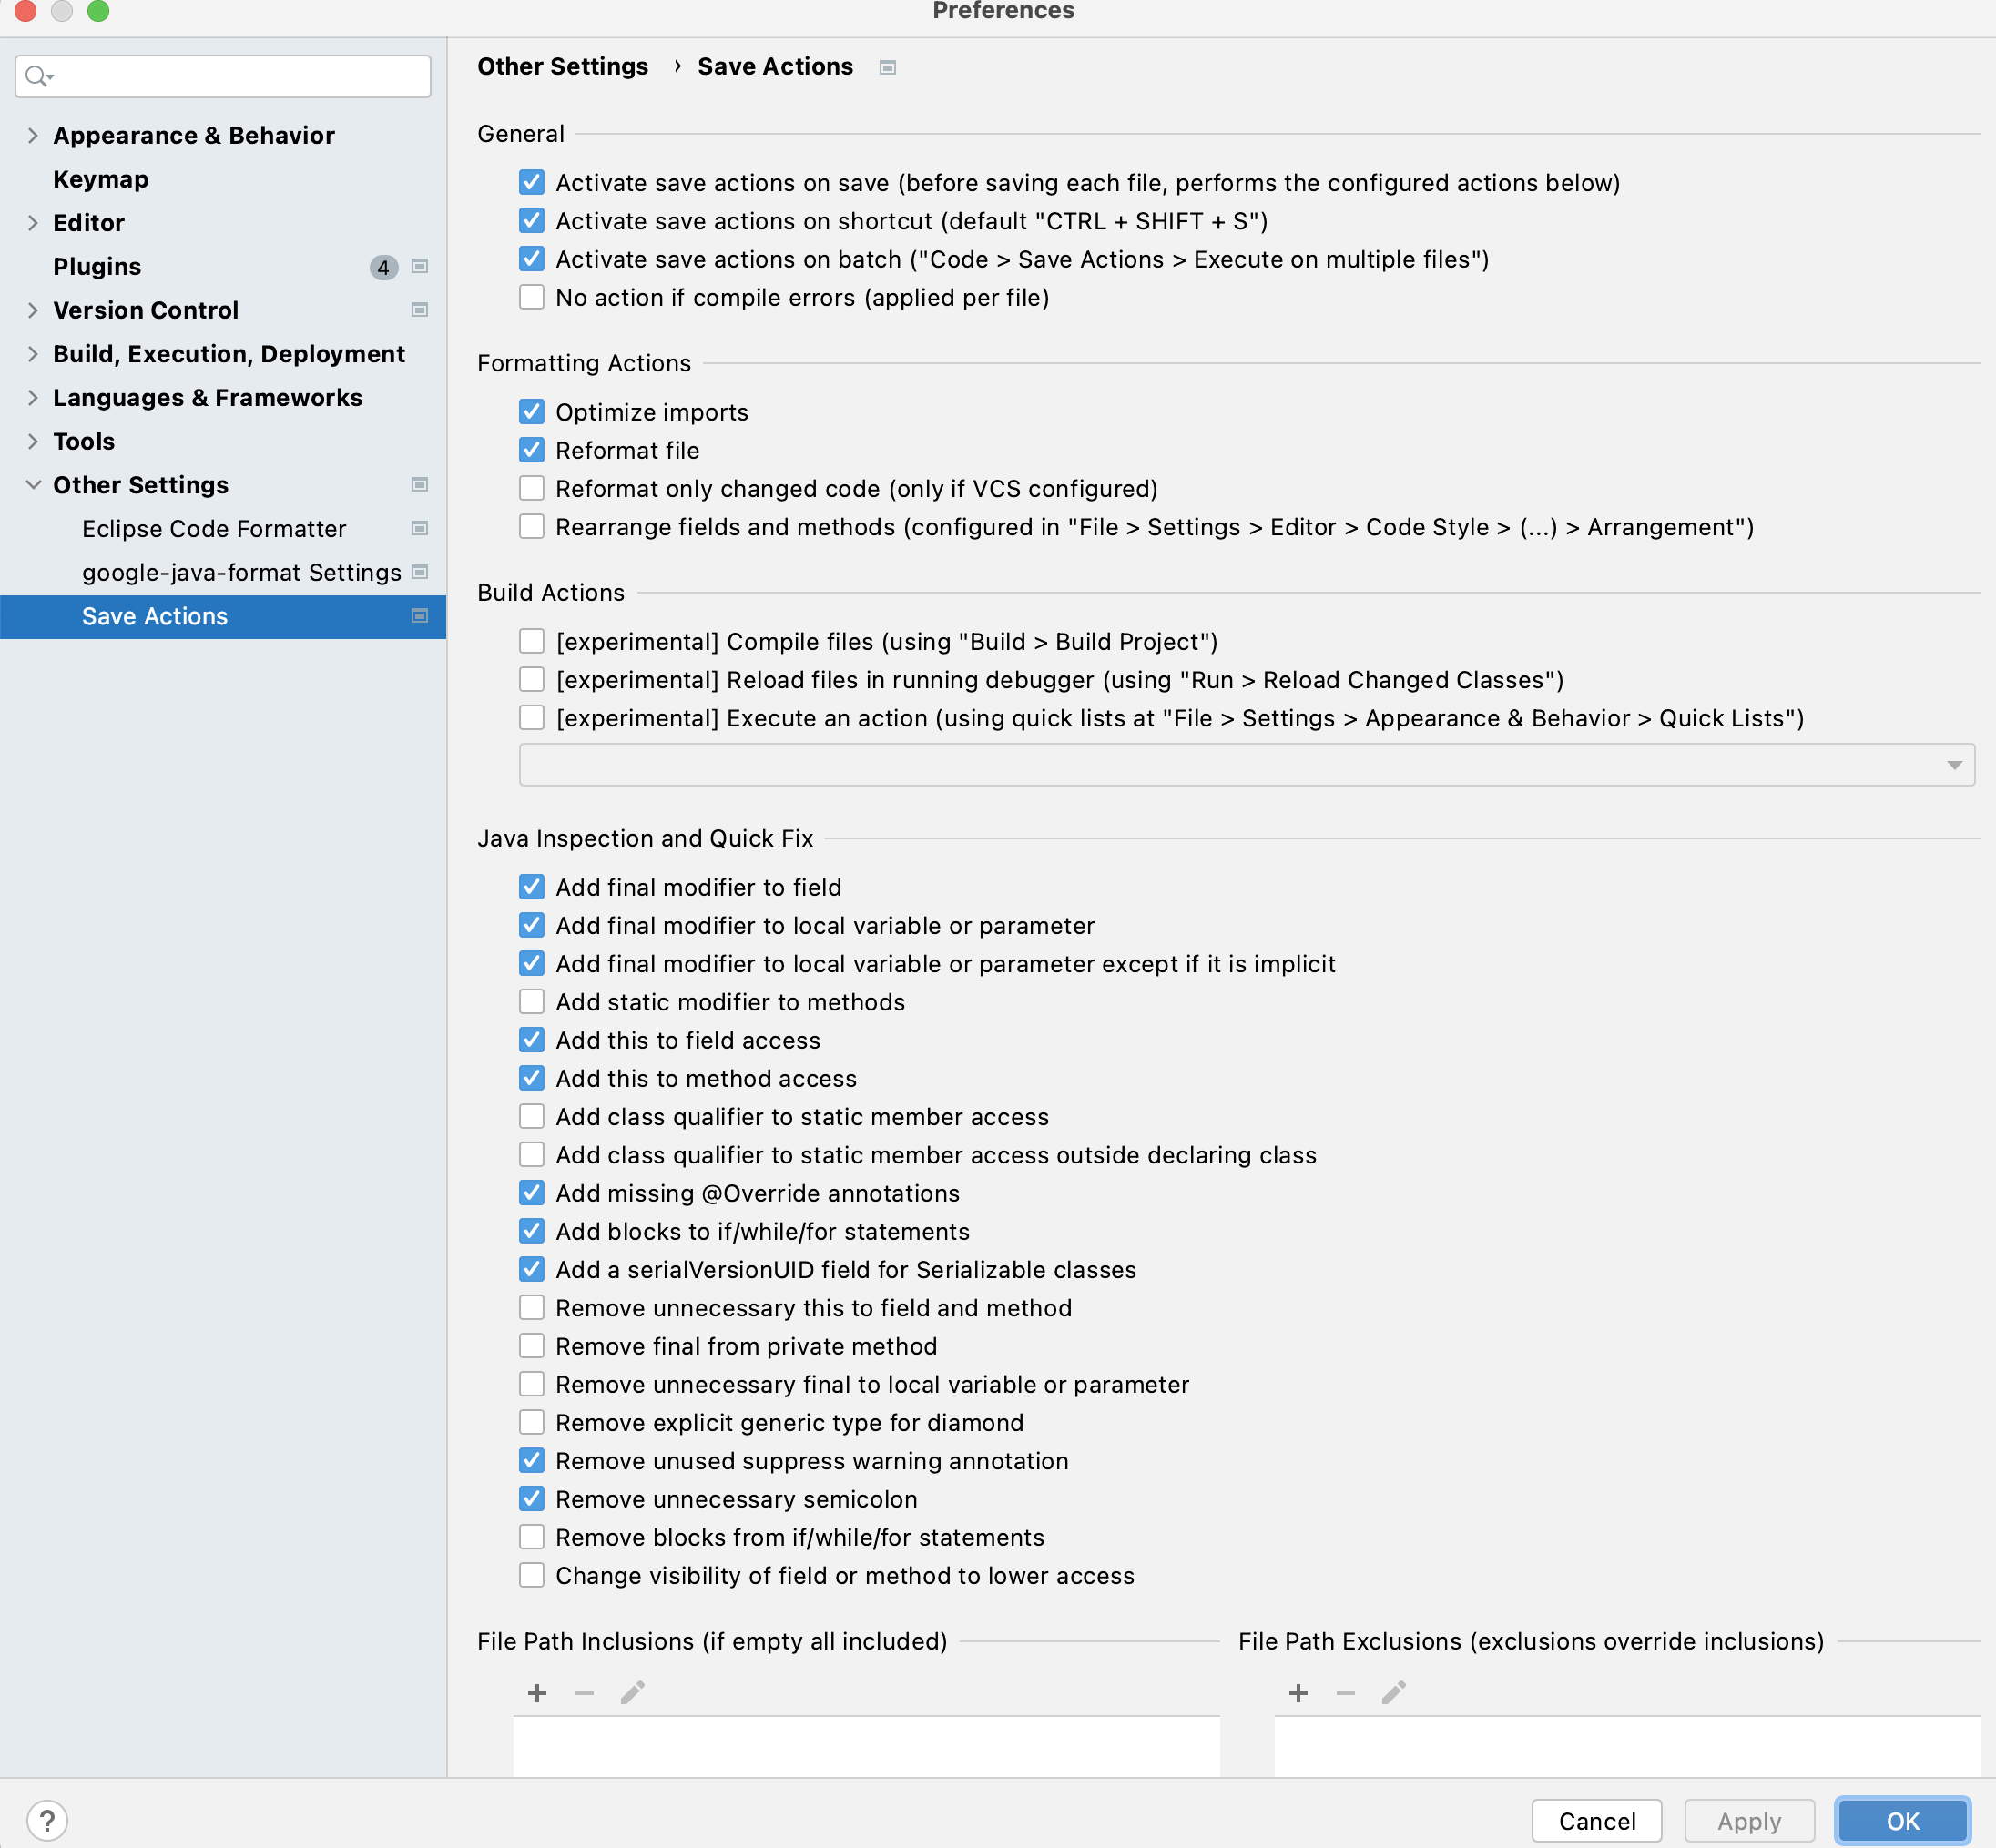 Preferences
Appearance & Behavior
Keymap
Editor
Plugins 4
Version Control
Build, Execution, Deployment
Languages & Frameworks
Tools
Other Settings
Eclipse Code Formatter
google-java-format Settings
Save Actions
Other Settings › Save Actions
General
Activate save actions on save (before saving each file, performs the configured actions below)
Activate save actions on shortcut (default "CTRL + SHIFT + S")
Activate save actions on batch ("Code > Save Actions > Execute on multiple files")
No action if compile errors (applied per file)
Formatting Actions
Optimize imports
Reformat file
Reformat only changed code (only if VCS configured)
Rearrange fields and methods (configured in "File > Settings > Editor > Code Style > (...) > Arrangement")
Build Actions
[experimental] Compile files (using "Build > Build Project")
[experimental] Reload files in running debugger (using "Run > Reload Changed Classes")
[experimental] Execute an action (using quick lists at "File > Settings > Appearance & Behavior > Quick Lists")
Java Inspection and Quick Fix
Add final modifier to field
Add final modifier to local variable or parameter
Add final modifier to local variable or parameter except if it is implicit
Add static modifier to methods
Add this to field access
Add this to method access
Add class qualifier to static member access
Add class qualifier to static member access outside declaring class
Add missing @Override annotations
Add blocks to if/while/for statements
Add a serialVersionUID field for Serializable classes
Remove unnecessary this to field and method
Remove final from private method
Remove unnecessary final to local variable or parameter
Remove explicit generic type for diamond
Remove unused suppress warning annotation
Remove unnecessary semicolon
Remove blocks from if/while/for statements
Change visibility of field or method to lower access
File Path Inclusions (if empty all included)
File Path Exclusions (exclusions override inclusions)
?
Cancel
Apply
OK